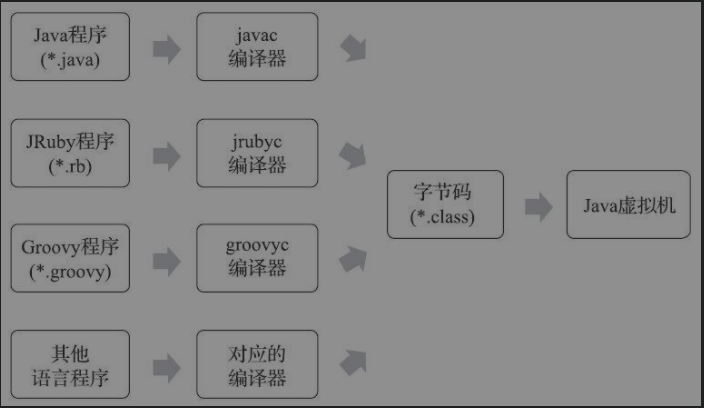 Java程序
(*.java)
javac
编译器
JRuby程序
(*.rb)
jrubyc
编译器
字节码
(*.class)
Java虚拟机
Groovy程序
(*.groovy)
groovyc
编译器
其他
语言程序
对应的
编译器